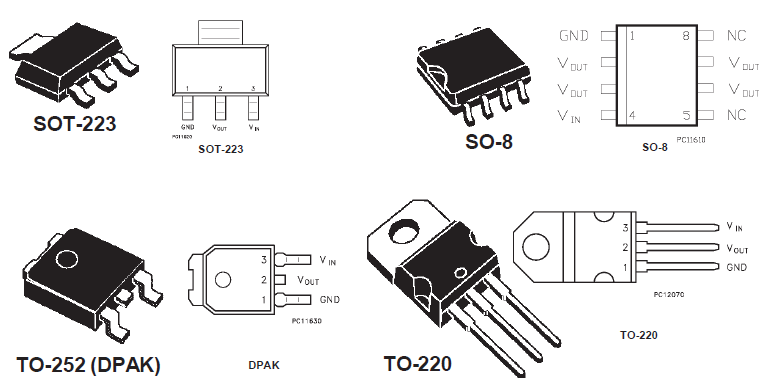 1 2 3
GND VOUT VIN
PC11620
SOT-223
SOT-223
GND 1 8 NC
VOUT VOUT
VOUT VOUT
VIN 4 5 NC
PC11610
SO-8
SO-8
3 VIN
2 VOUT
1 GND
PC11630
TO-252 (DPAK)
DPAK
3 VIN
2 VOUT
1 GND
PC12070
TO-220
TO-220